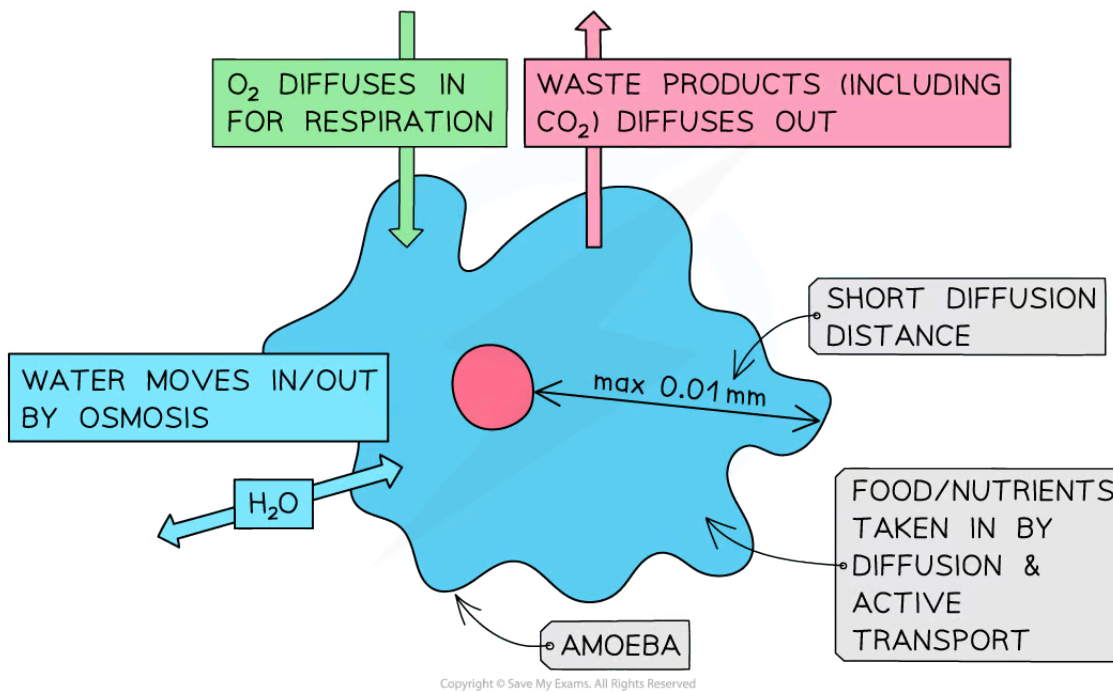 O₂ DIFFUSES IN
FOR RESPIRATION
WASTE PRODUCTS (INCLUDING
CO₂) DIFFUSES OUT
SHORT DIFFUSION
DISTANCE
max 0.01 mm
WATER MOVES IN/OUT
BY OSMOSIS
H₂O
FOOD/NUTRIENTS
TAKEN IN BY
DIFFUSION &
ACTIVE
TRANSPORT
AMOEBA
Copyright © Save My Exams. All Rights Reserved